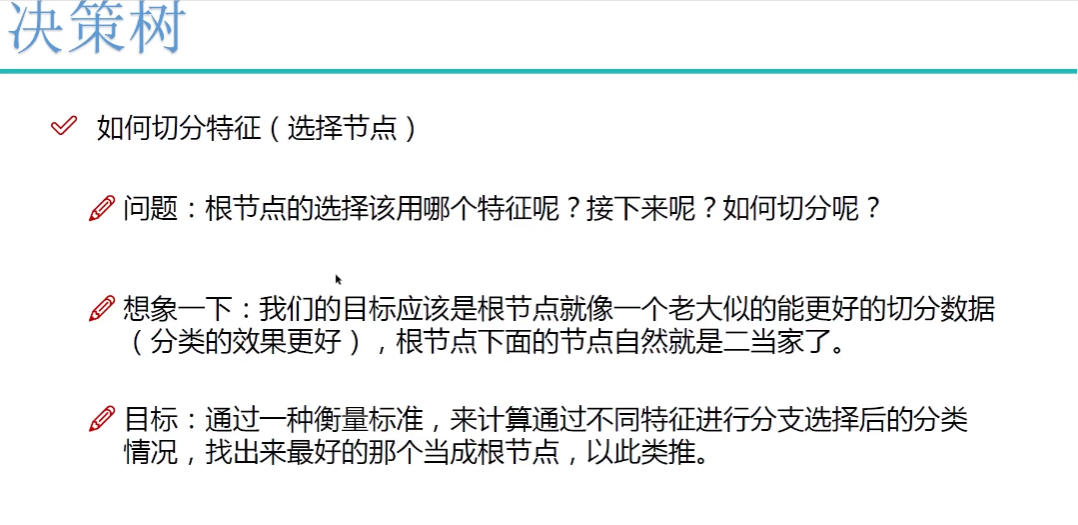 决策树
如何切分特征（选择节点）
问题：根节点的选择该用哪个特征呢？接下来呢？如何切分呢？
想象一下：我们的目标应该是根节点就像一个老大似的能更好的切分数据
（分类的效果更好），根节点下面的节点自然就是二当家了。
目标：通过一种衡量标准，来计算通过不同特征进行分支选择后的分类
情况，找出来最好的那个当成根节点，以此类推。